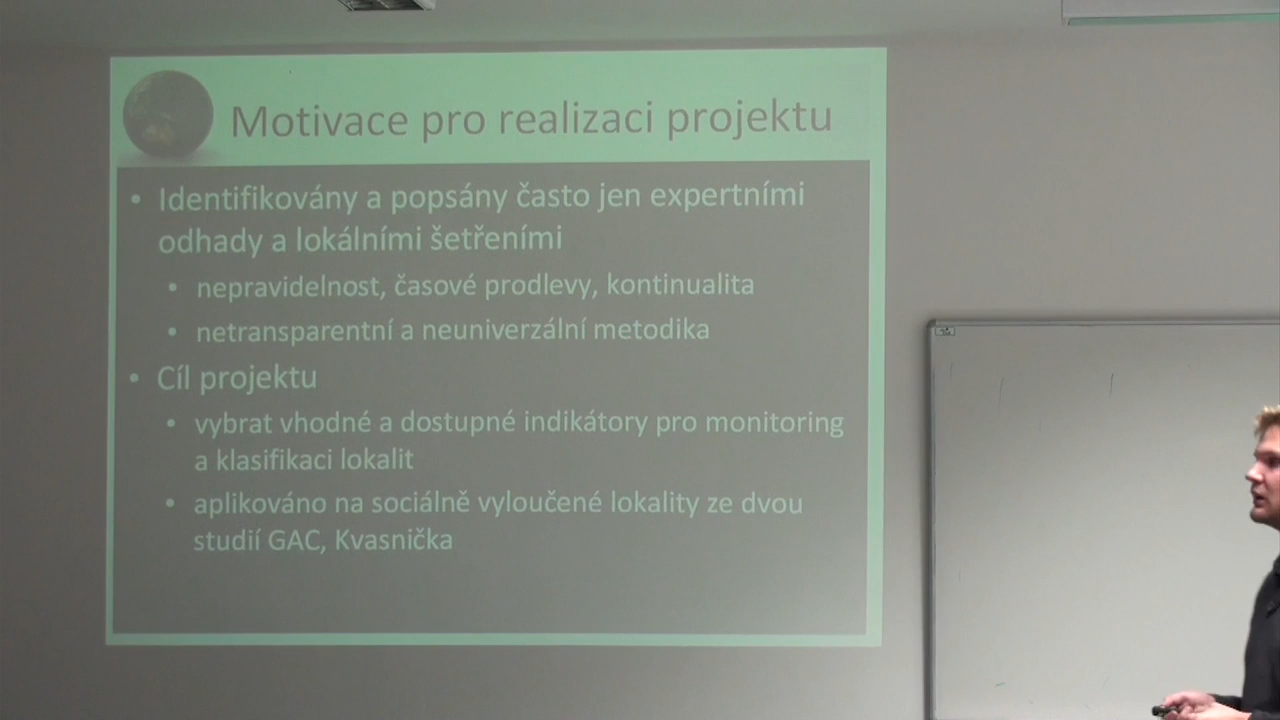 Motivace pro realizaci projektu
• Identifikovány a popsány často jen expertními
odhady a lokálními šetřeními
• nepravidelnost, časové prodlevy, kontinualita
• netransparentní a neuniverzální metodika
• Cíl projektu
• vybrat vhodné a dostupné indikátory pro monitoring
a klasifikaci lokalit
• aplikováno na sociálně vyloučené lokality ze dvou
studií GAC, Kvasnička